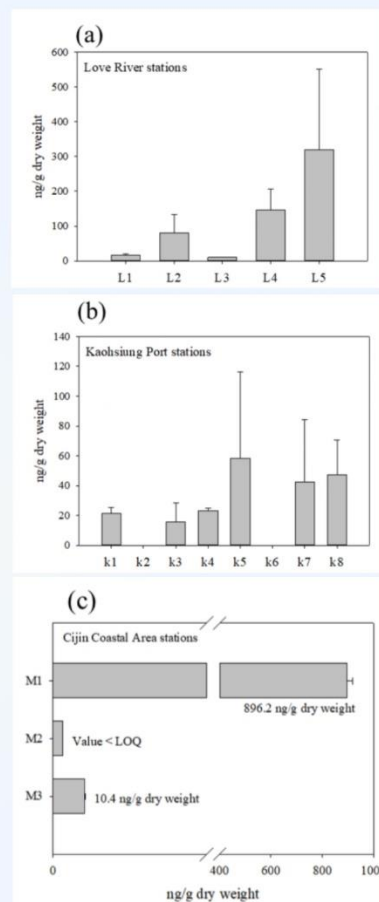 (a)
Love River stations
ng/g dry weight
600
500
400
300
200
100
0
L1 L2 L3 L4 L5
(b)
Kaohsiung Port stations
ng/g dry weight
140
120
100
80
60
40
20
0
k1 k2 k3 k4 k5 k6 k7 k8
(c)
Cijin Coastal Area stations
M1
896.2 ng/g dry weight
M2
Value < LOQ
M3
10.4 ng/g dry weight
0 400 600 800 100
ng/g dry weight